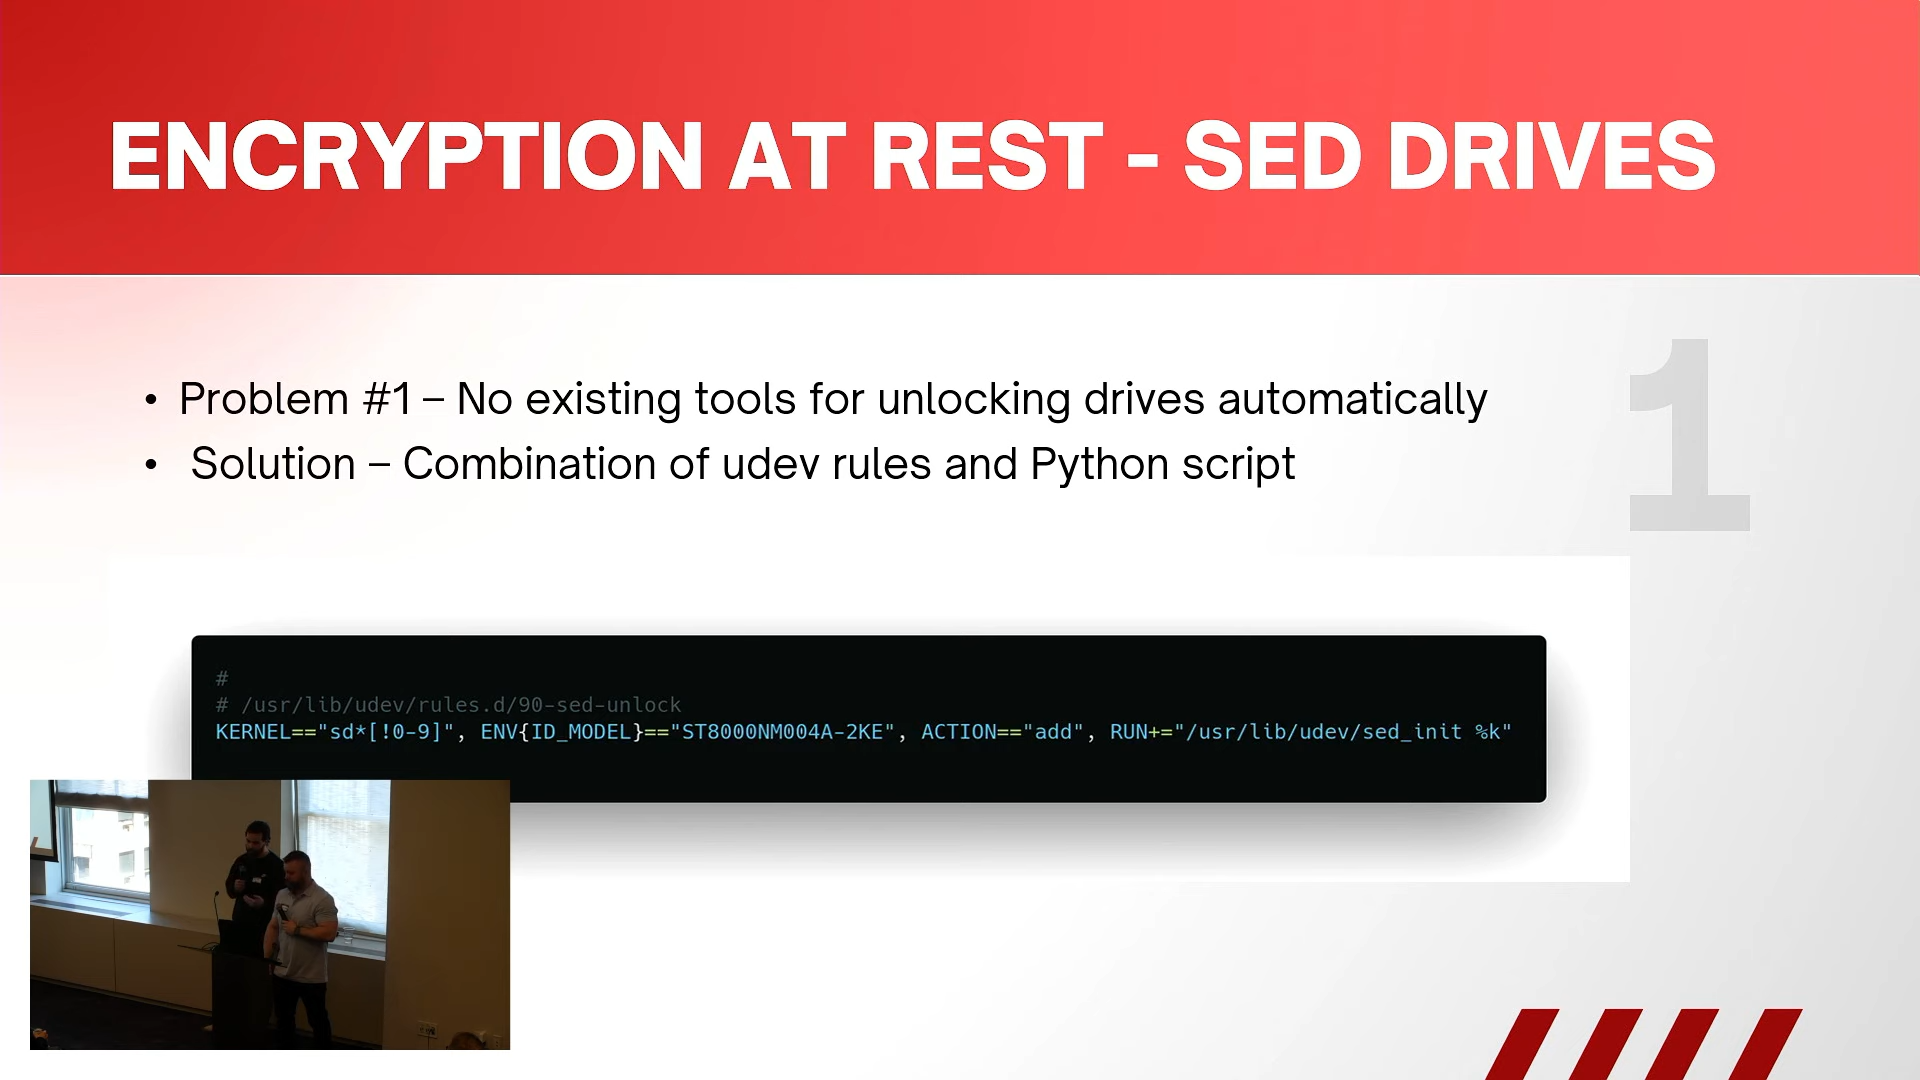 ENCRYPTION AT REST - SED DRIVES
1
• Problem #1 – No existing tools for unlocking drives automatically
• Solution – Combination of udev rules and Python script
#
# /usr/lib/udev/rules.d/90-sed-unlock
KERNEL=="sd*[!0-9]", ENV{ID_MODEL}=="ST8000NM004A-2KE", ACTION=="add", RUN+="/usr/lib/udev/sed_init %k"